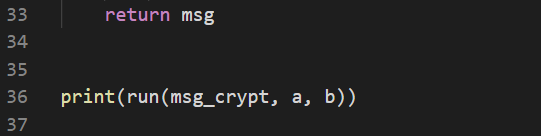 33 return msg
34
35
36 print(run(msg_crypt, a, b))
37